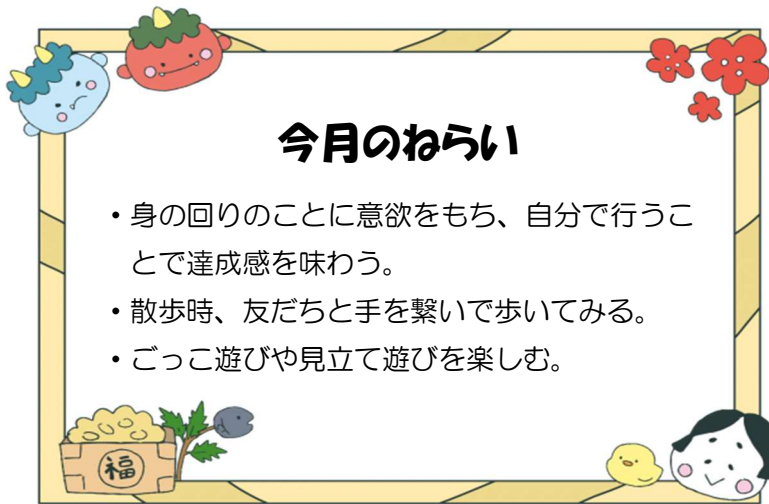 今月のねらい
・身の回りのことに意欲をもち、自分で行うこ
とで達成感を味わう。
・散歩時、友だちと手を繋いで歩いてみる。
・ごっこ遊びや見立て遊びを楽しむ。
福